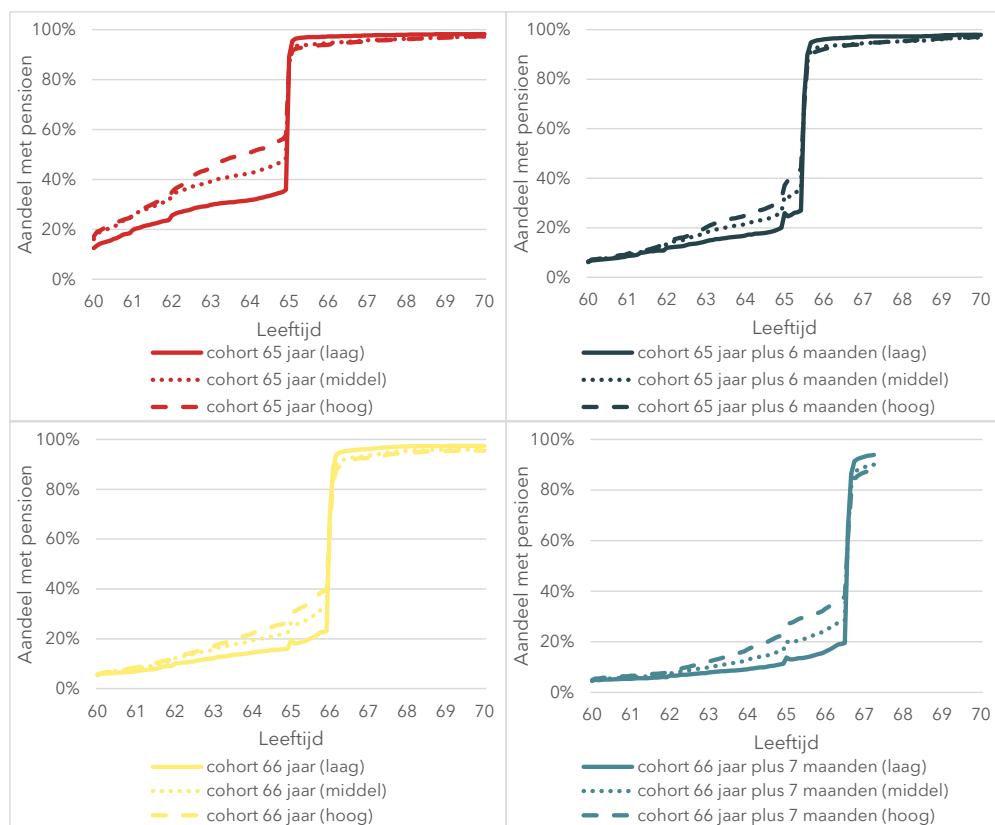 100%
80%
60%
40%
20%
0%
Aandeel met pensioen
60 61 62 63 64 65 66 67 68 69 70
Leeftijd
cohort 65 jaar (laag)
cohort 65 jaar (middel)
cohort 65 jaar (hoog)
100%
80%
60%
40%
20%
0%
Aandeel met pensioen
60 61 62 63 64 65 66 67 68 69 70
Leeftijd
cohort 65 jaar plus 6 maanden (laag)
cohort 65 jaar plus 6 maanden (middel)
cohort 65 jaar plus 6 maanden (hoog)
100%
80%
60%
40%
20%
0%
Aandeel met pensioen
60 61 62 63 64 65 66 67 68 69 70
Leeftijd
cohort 66 jaar (laag)
cohort 66 jaar (middel)
cohort 66 jaar (hoog)
100%
80%
60%
40%
20%
0%
Aandeel met pensioen
60 61 62 63 64 65 66 67 68 69 70
Leeftijd
cohort 66 jaar plus 7 maanden (laag)
cohort 66 jaar plus 7 maanden (middel)
cohort 66 jaar plus 7 maanden (hoog)